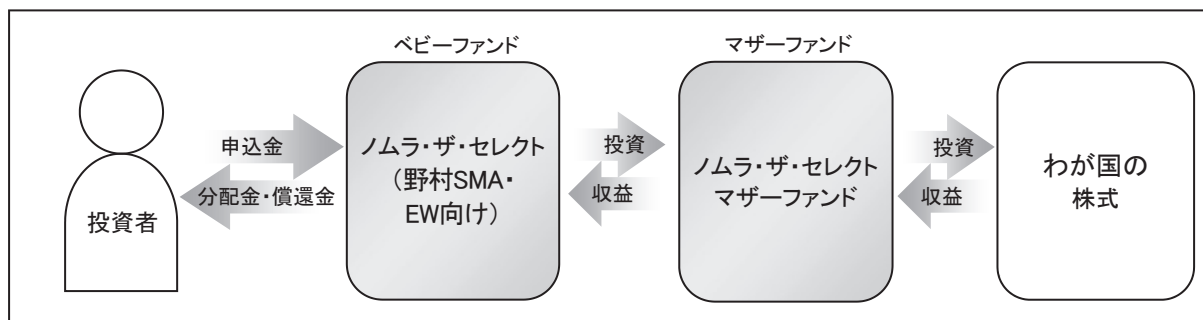 ベビーファンド
マザーファンド
投資者
申込金
分配金・償還金
ノムラ・ザ・セレクト
（野村SMA・
EW向け）
投資
収益
ノムラ・ザ・セレクト
マザーファンド
投資
収益
わが国の
株式